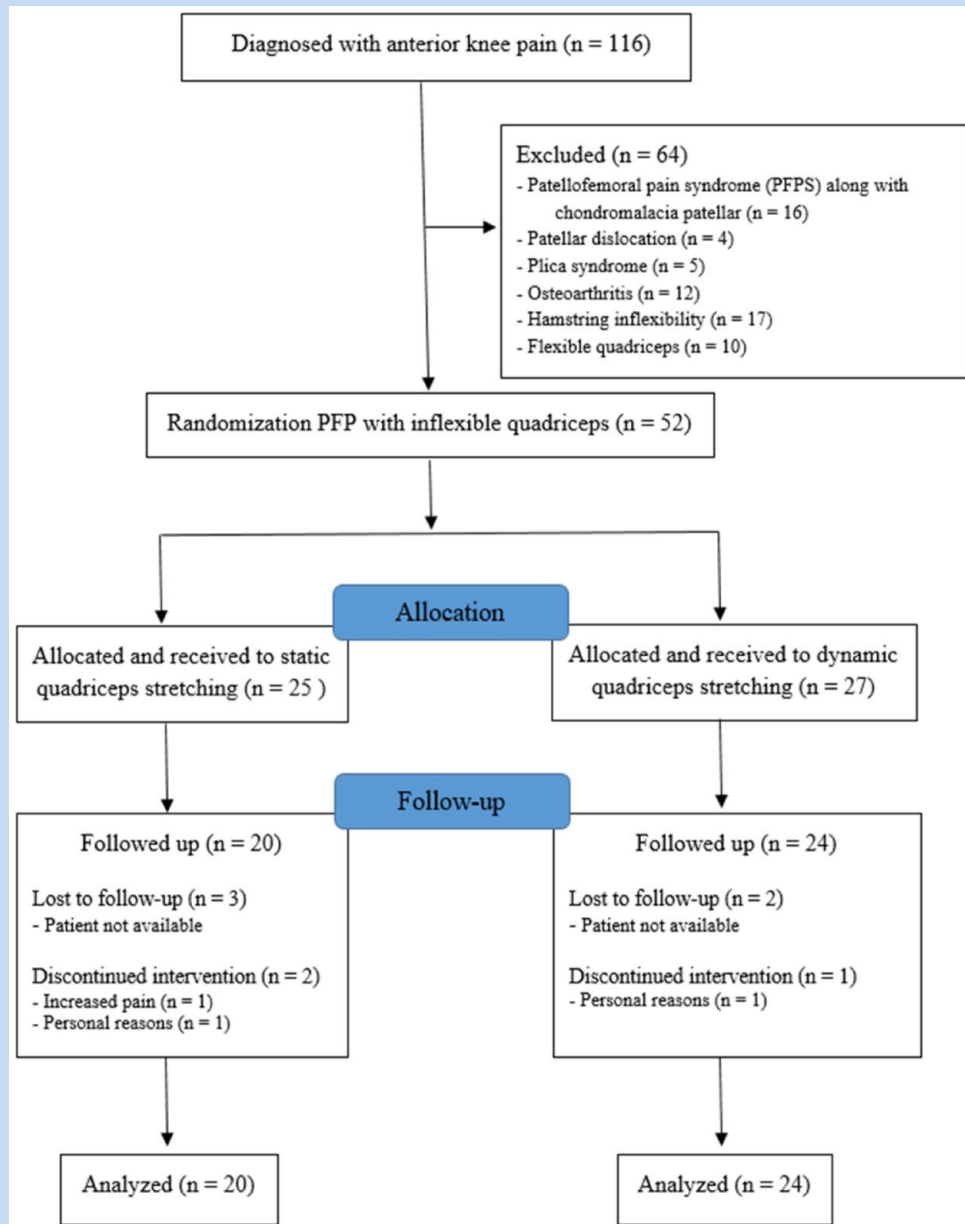 Diagnosed with anterior knee pain (n = 116)
Excluded (n = 64)
- Patellofemoral pain syndrome (PFPS) along with
chondromalacia patellar (n = 16)
- Patellar dislocation (n = 4)
- Plica syndrome (n = 5)
- Osteoarthritis (n = 12)
- Hamstring inflexibility (n = 17)
- Flexible quadriceps (n = 10)
Randomization PFP with inflexible quadriceps (n = 52)
Allocation
Allocated and received to static
quadriceps stretching (n = 25 )
Allocated and received to dynamic
quadriceps stretching (n = 27)
Follow-up
Followed up (n = 20)
Lost to follow-up (n = 3)
- Patient not available
Discontinued intervention (n = 2)
- Increased pain (n = 1)
- Personal reasons (n = 1)
Followed up (n = 24)
Lost to follow-up (n = 2)
- Patient not available
Discontinued intervention (n = 1)
- Personal reasons (n = 1)
Analyzed (n = 20)
Analyzed (n = 24)